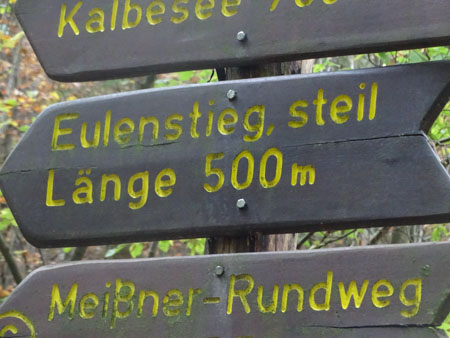 Kalbesee
Eulenstieg, steil
Länge 500m
Meißner-Rundweg